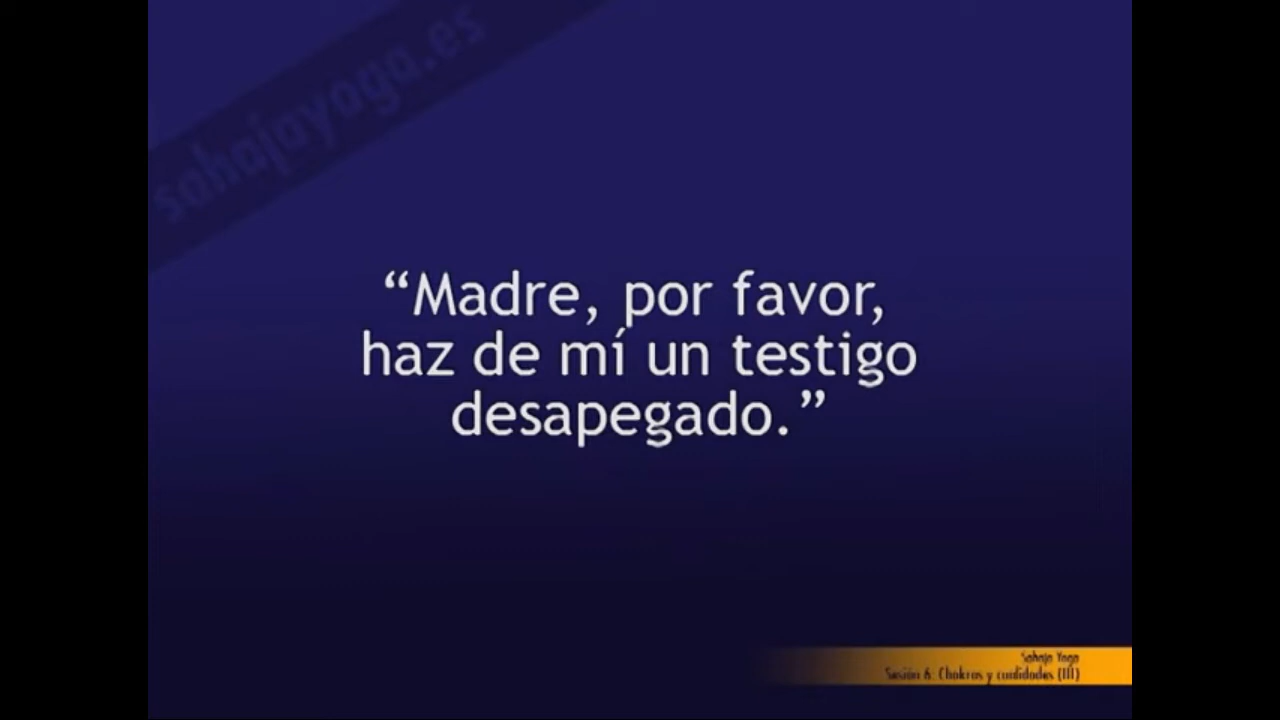 sahajayoga.es
“Madre, por favor,
haz de mí un testigo
desapegado.”
Sahaja Yoga
Sesión 6: Chakras y cualidades (III)